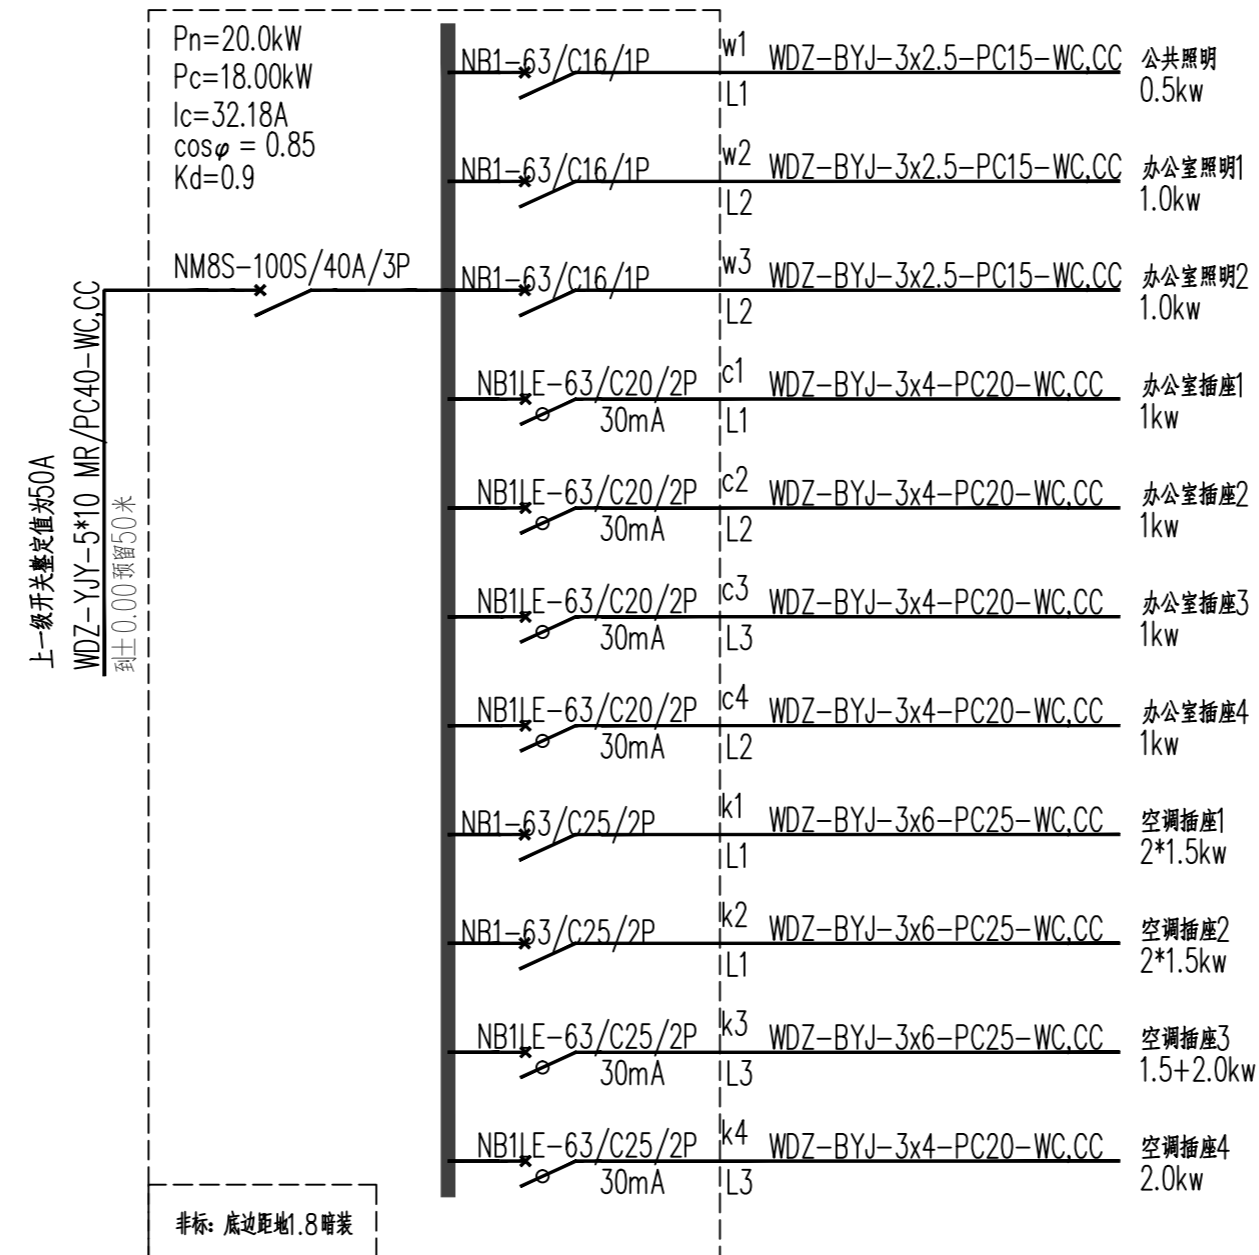 Pn=20.0kW
Pc=18.00kW
Ic=32.18A
cosφ = 0.85
Kd=0.9
NM8S-100S/40A/3P
上一级开关整定值为50A
WDZ-YJY-5*10 MR/PC40-WC,CC
到±0.00预留50米
NB1-63/C16/1P w1 WDZ-BYJ-3x2.5-PC15-WC,CC 公共照明
L1 0.5kw
NB1-63/C16/1P w2 WDZ-BYJ-3x2.5-PC15-WC,CC 办公室照明1
L2 1.0kw
NB1-63/C16/1P w3 WDZ-BYJ-3x2.5-PC15-WC,CC 办公室照明2
L2 1.0kw
NB1LE-63/C20/2P c1 WDZ-BYJ-3x4-PC20-WC,CC 办公室插座1
30mA L1 1kw
NB1LE-63/C20/2P c2 WDZ-BYJ-3x4-PC20-WC,CC 办公室插座2
30mA L2 1kw
NB1LE-63/C20/2P c3 WDZ-BYJ-3x4-PC20-WC,CC 办公室插座3
30mA L3 1kw
NB1LE-63/C20/2P c4 WDZ-BYJ-3x4-PC20-WC,CC 办公室插座4
30mA L2 1kw
NB1-63/C25/2P k1 WDZ-BYJ-3x6-PC25-WC,CC 空调插座1
L1 2*1.5kw
NB1-63/C25/2P k2 WDZ-BYJ-3x6-PC25-WC,CC 空调插座2
L1 2*1.5kw
NB1LE-63/C25/2P k3 WDZ-BYJ-3x6-PC25-WC,CC 空调插座3
30mA L3 1.5+2.0kw
NB1LE-63/C25/2P k4 WDZ-BYJ-3x4-PC20-WC,CC 空调插座4
30mA L3 2.0kw
非标: 底边距地1.8暗装